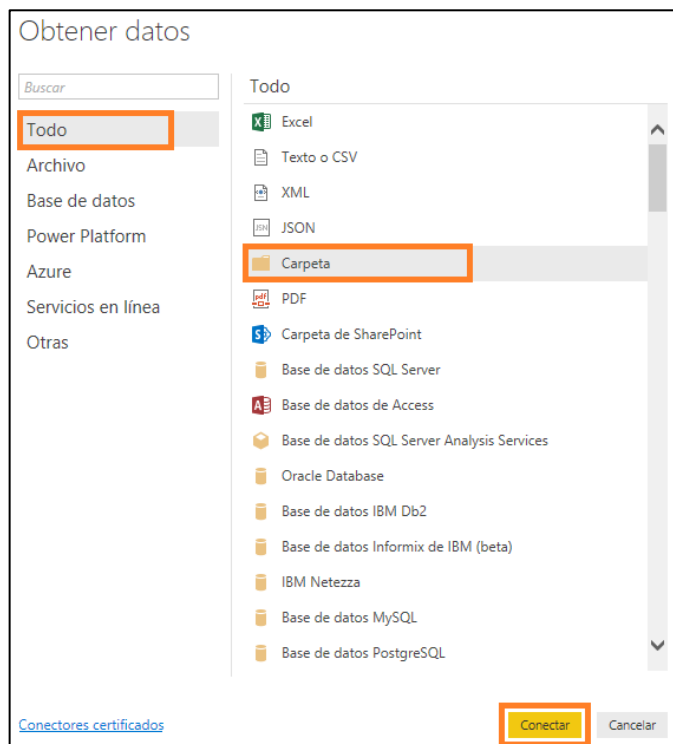 Obtener datos
Buscar
Todo
Archivo
Base de datos
Power Platform
Azure
Servicios en línea
Otras
Todo
Excel
Texto o CSV
XML
JSON
Carpeta
PDF
Carpeta de SharePoint
Base de datos SQL Server
Base de datos de Access
Base de datos SQL Server Analysis Services
Oracle Database
Base de datos IBM Db2
Base de datos Informix de IBM (beta)
IBM Netezza
Base de datos MySQL
Base de datos PostgreSQL
Conectores certificados
Conectar
Cancelar